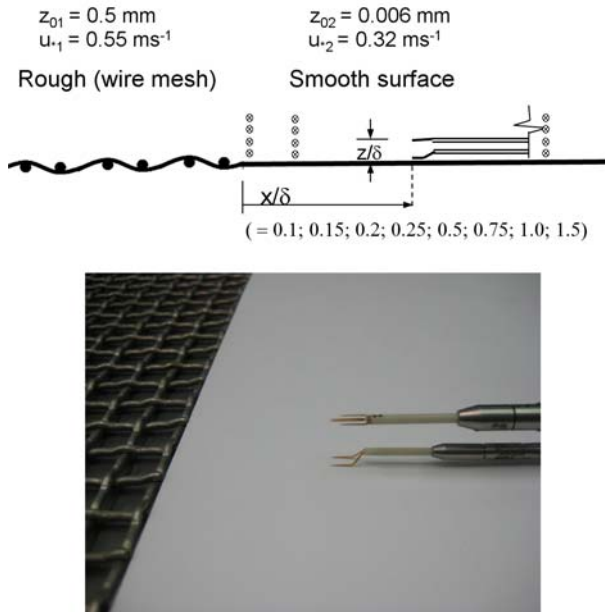 z₀₁ = 0.5 mm
u*₁ = 0.55 ms⁻¹
Rough (wire mesh)
z₀₂ = 0.006 mm
u*₂ = 0.32 ms⁻¹
Smooth surface
z/δ
x/δ
( = 0.1; 0.15; 0.2; 0.25; 0.5; 0.75; 1.0; 1.5)